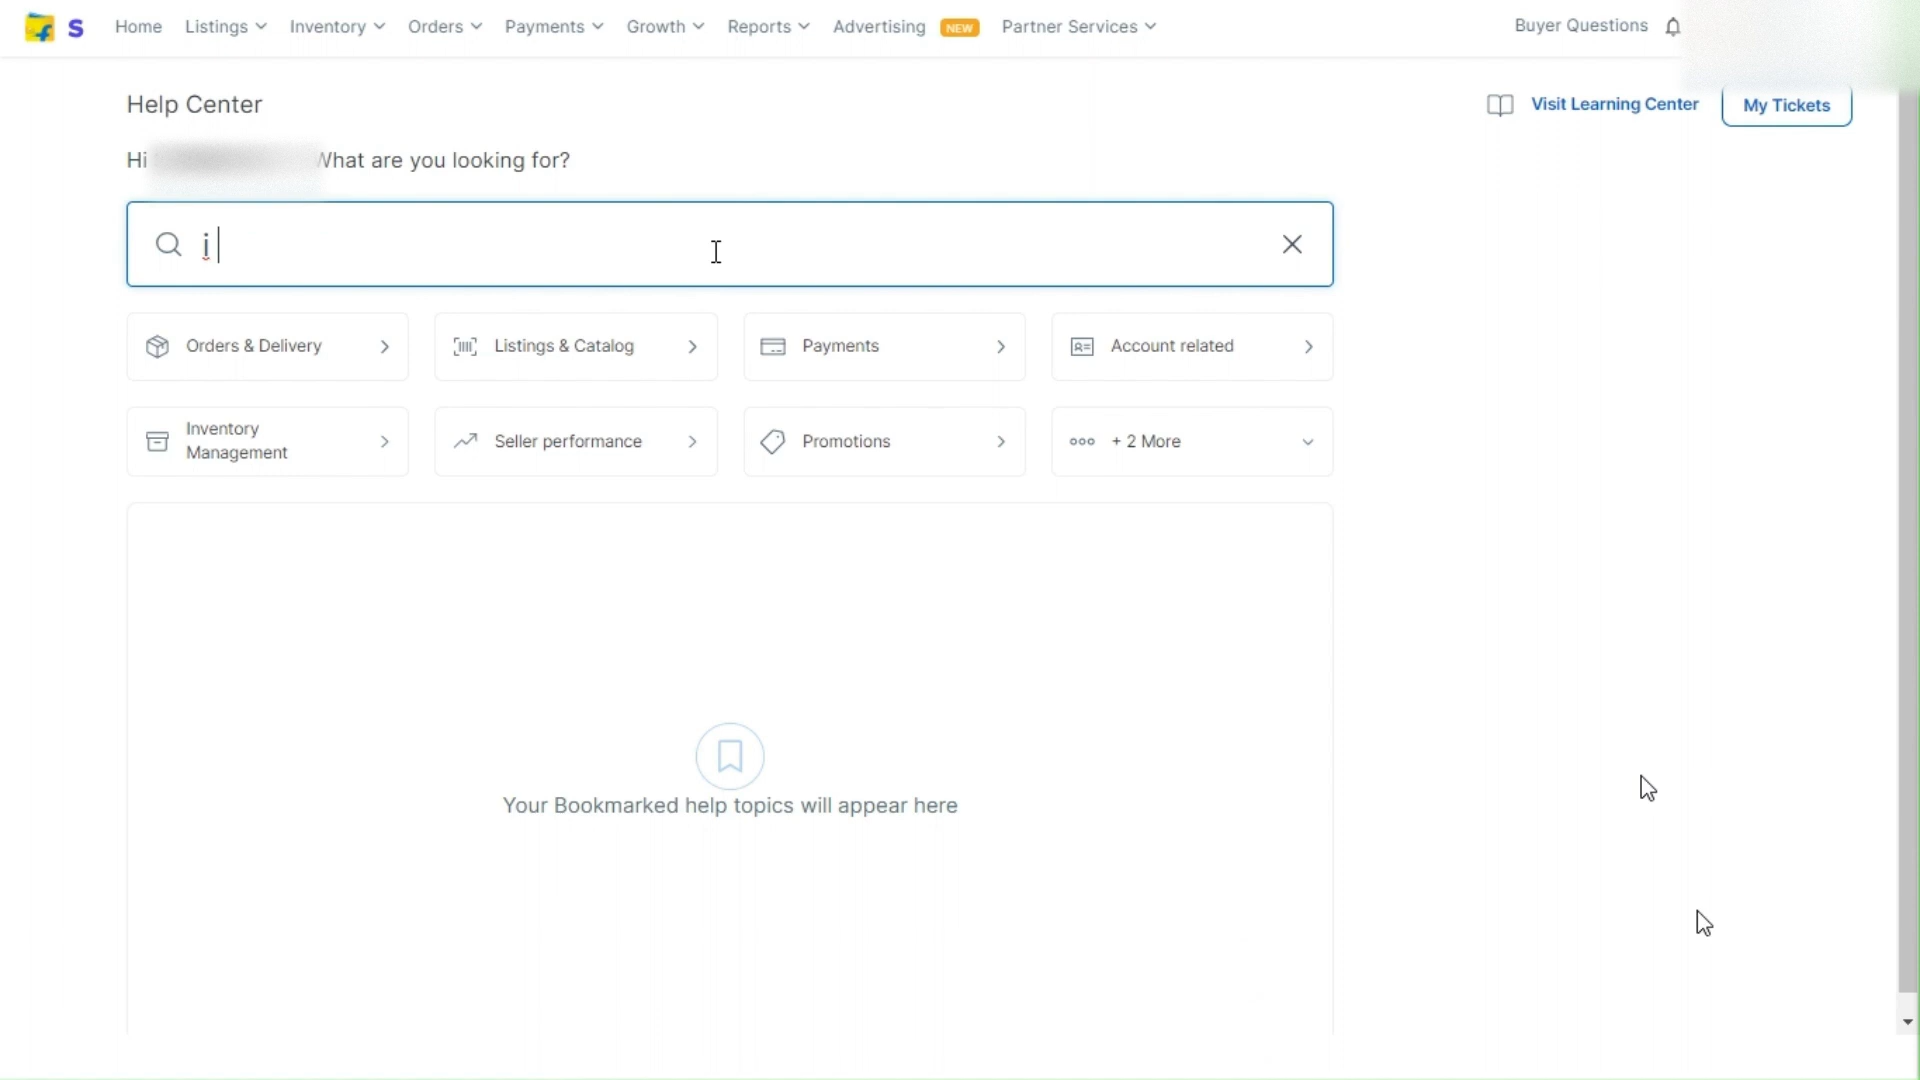 S Home Listings Inventory Orders Payments Growth Reports Advertising NEW Partner Services Buyer Questions
Help Center
Visit Learning Center
My Tickets
Hi What are you looking for?
i
Orders & Delivery
Listings & Catalog
Payments
Account related
Inventory
Management
Seller performance
Promotions
+ 2 More
Your Bookmarked help topics will appear here